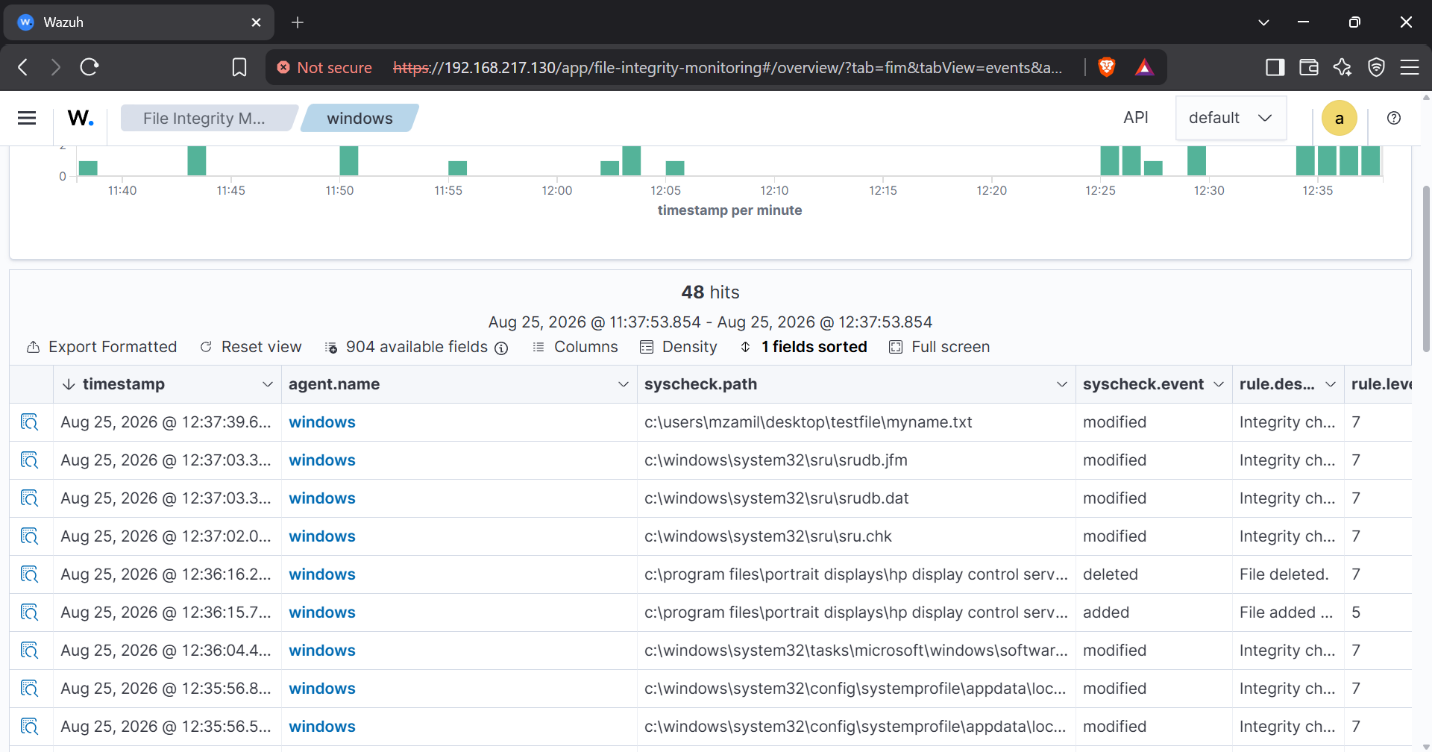 W. Wazuh
Not secure https://192.168.217.130/app/file-integrity-monitoring#/overview/?tab=fim&tabView=events&a...
W. File Integrity M... windows API default a
2
0
11:40 11:45 11:50 11:55 12:00 12:05 12:10 12:15 12:20 12:25 12:30 12:35
timestamp per minute
48 hits
Aug 25, 2026 @ 11:37:53.854 - Aug 25, 2026 @ 12:37:53.854
Export Formatted Reset view 904 available fields Columns Density 1 fields sorted Full screen
timestamp agent.name syscheck.path syscheck.event rule.des... rule.leve
Aug 25, 2026 @ 12:37:39.6... windows c:\users\mzamil\desktop\testfile\myname.txt modified Integrity ch... 7
Aug 25, 2026 @ 12:37:03.3... windows c:\windows\system32\sru\srudb.jfm modified Integrity ch... 7
Aug 25, 2026 @ 12:37:03.3... windows c:\windows\system32\sru\srudb.dat modified Integrity ch... 7
Aug 25, 2026 @ 12:37:02.0... windows c:\windows\system32\sru\sru.chk modified Integrity ch... 7
Aug 25, 2026 @ 12:36:16.2... windows c:\program files\portrait displays\hp display control serv... deleted File deleted. 7
Aug 25, 2026 @ 12:36:15.7... windows c:\program files\portrait displays\hp display control serv... added File added ... 5
Aug 25, 2026 @ 12:36:04.4... windows c:\windows\system32\tasks\microsoft\windows\softwar... modified Integrity ch... 7
Aug 25, 2026 @ 12:35:56.8... windows c:\windows\system32\config\systemprofile\appdata\loc... modified Integrity ch... 7
Aug 25, 2026 @ 12:35:56.5... windows c:\windows\system32\config\systemprofile\appdata\loc... modified Integrity ch... 7